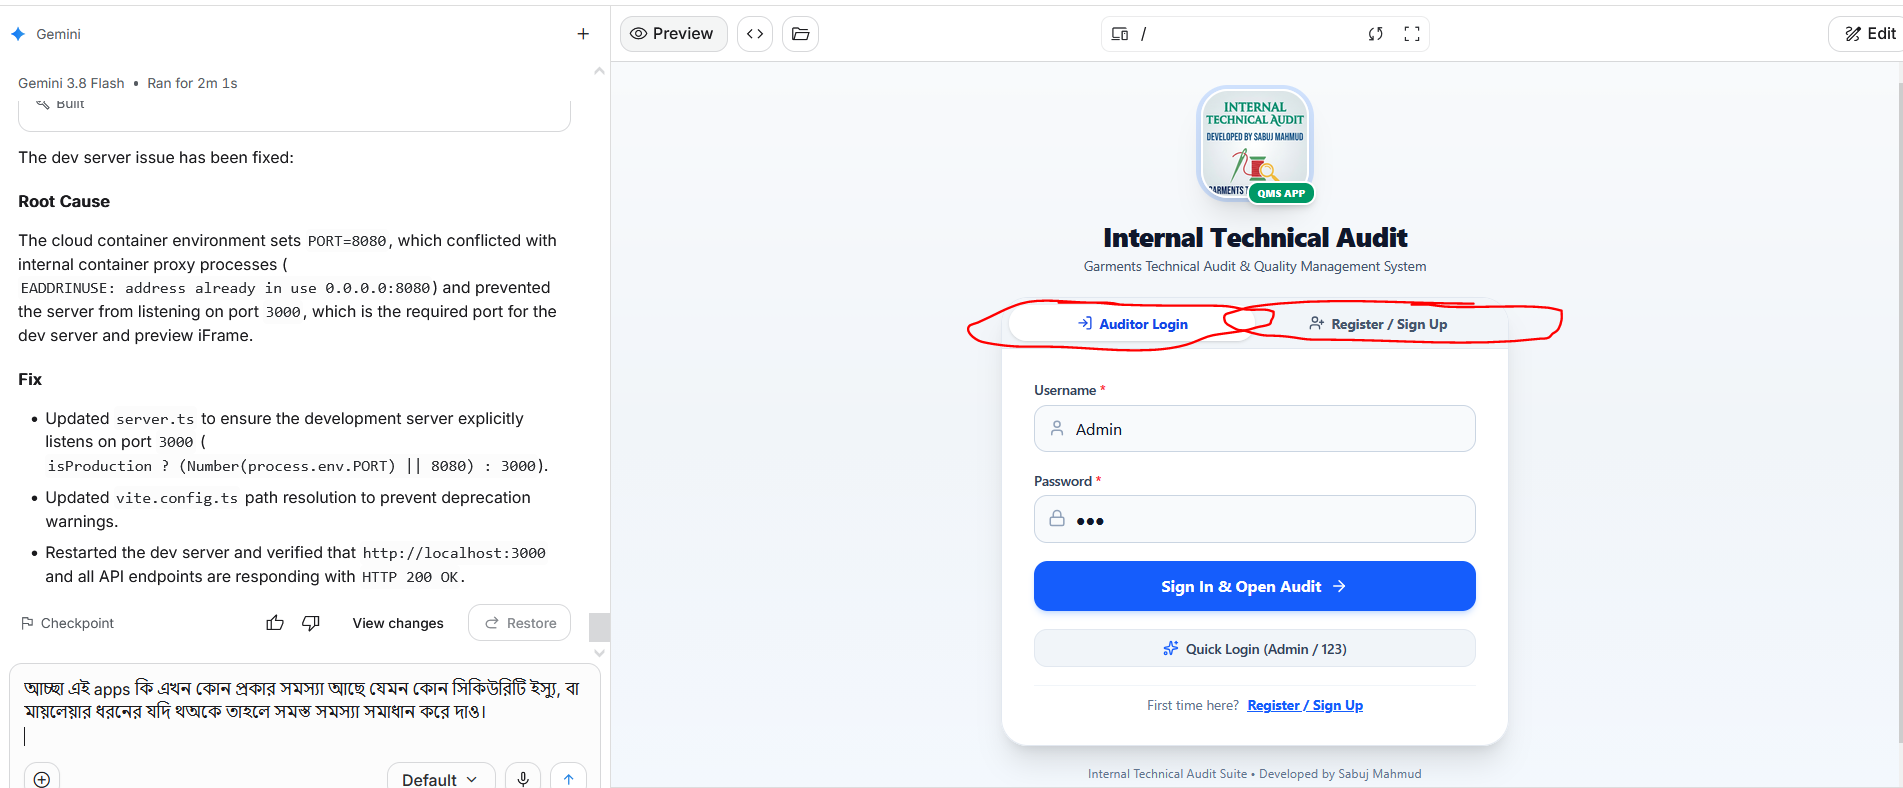 Gemini
Gemini 3.8 Flash • Ran for 2m 1s
Built
The dev server issue has been fixed:
Root Cause
The cloud container environment sets PORT=8080, which conflicted with
internal container proxy processes (
EADDRINUSE: address already in use 0.0.0.0:8080) and prevented
the server from listening on port 3000, which is the required port for the
dev server and preview iFrame.
Fix
• Updated server.ts to ensure the development server explicitly
listens on port 3000 (
isProduction ? (Number(process.env.PORT) || 8080) : 3000).
• Updated vite.config.ts path resolution to prevent deprecation
warnings.
• Restarted the dev server and verified that http://localhost:3000
and all API endpoints are responding with HTTP 200 OK.
Checkpoint
View changes
Restore
আচ্ছা এই apps কি এখন কোন প্রকার সমস্যা আছে যেমন কোন সিকিউরিটি ইস্যু, বা
মায়লেয়ার ধরনের যদি থঅকে তাহলে সমস্ত সমস্যা সমাধান করে দাও।
Default
Preview
/
Edit
INTERNAL
TECHNICAL AUDIT
DEVELOPED BY SABUJ MAHMUD
GARMENTS
QMS APP
Internal Technical Audit
Garments Technical Audit & Quality Management System
Auditor Login
Register / Sign Up
Username *
Admin
Password *
•••
Sign In & Open Audit →
Quick Login (Admin / 123)
First time here? Register / Sign Up
Internal Technical Audit Suite • Developed by Sabuj Mahmud